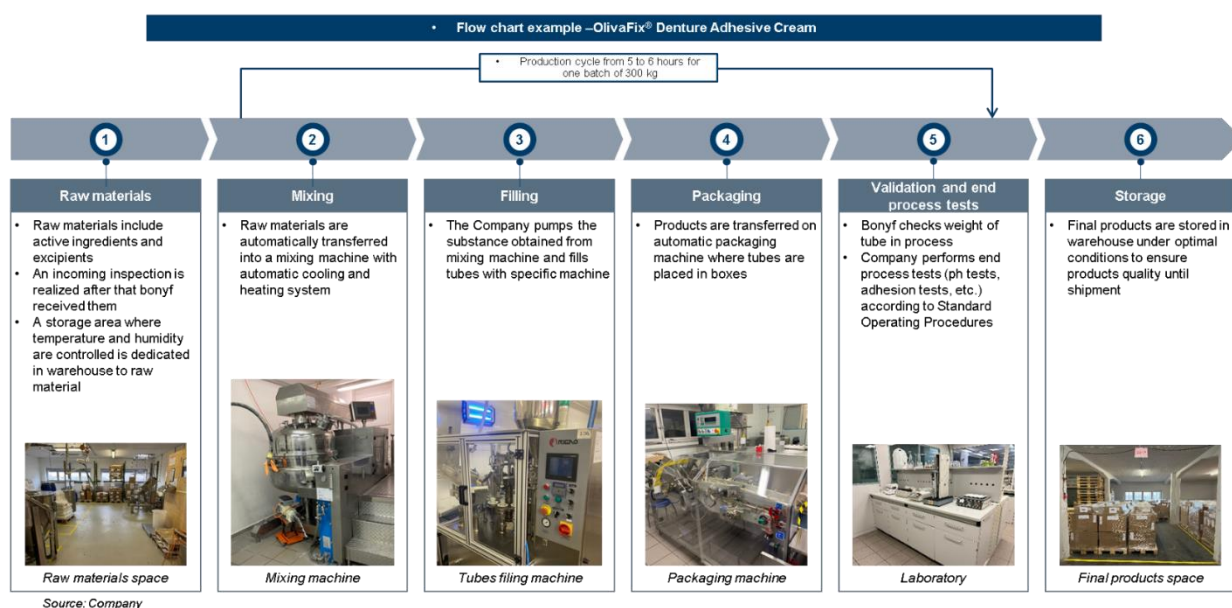 • Flow chart example –OlivaFix® Denture Adhesive Cream
• Production cycle from 5 to 6 hours for
one batch of 300 kg
1
2
3
4
5
6
Raw materials
• Raw materials include
active ingredients and
excipients
• An incoming inspection is
realized after that bonyf
received them
• A storage area where
temperature and humidity
are controlled is dedicated
in warehouse to raw
material
Raw materials space
Mixing
• Raw materials are
automatically transferred
into a mixing machine with
automatic cooling and
heating system
Mixing machine
Filling
• The Company pumps the
substance obtained from
mixing machine and fills
tubes with specific machine
Tubes filing machine
Packaging
• Products are transferred on
automatic packaging
machine where tubes are
placed in boxes
Packaging machine
Validation and end
process tests
• Bonyf checks weight of
tube in process
• Company performs end
process tests (ph tests,
adhesion tests, etc.)
according to Standard
Operating Procedures
Laboratory
Storage
• Final products are stored in
warehouse under optimal
conditions to ensure
products quality until
shipment
Final products space
Source: Company